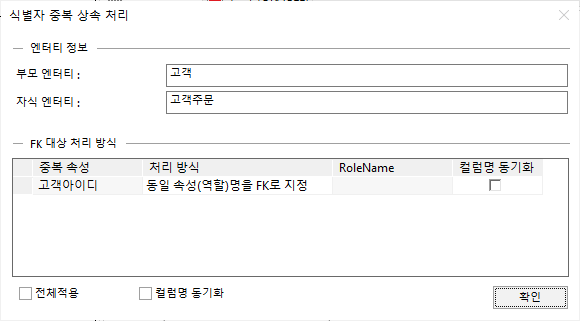 식별자 중복 상속 처리
엔터티 정보
부모 엔터티 : 고객
자식 엔터티 : 고객주문
FK 대상 처리 방식
중복 속성 처리 방식 RoleName 컬럼명 동기화
고객아이디 동일 속성(역할)명을 FK로 지정
전체적용 컬럼명 동기화 확인